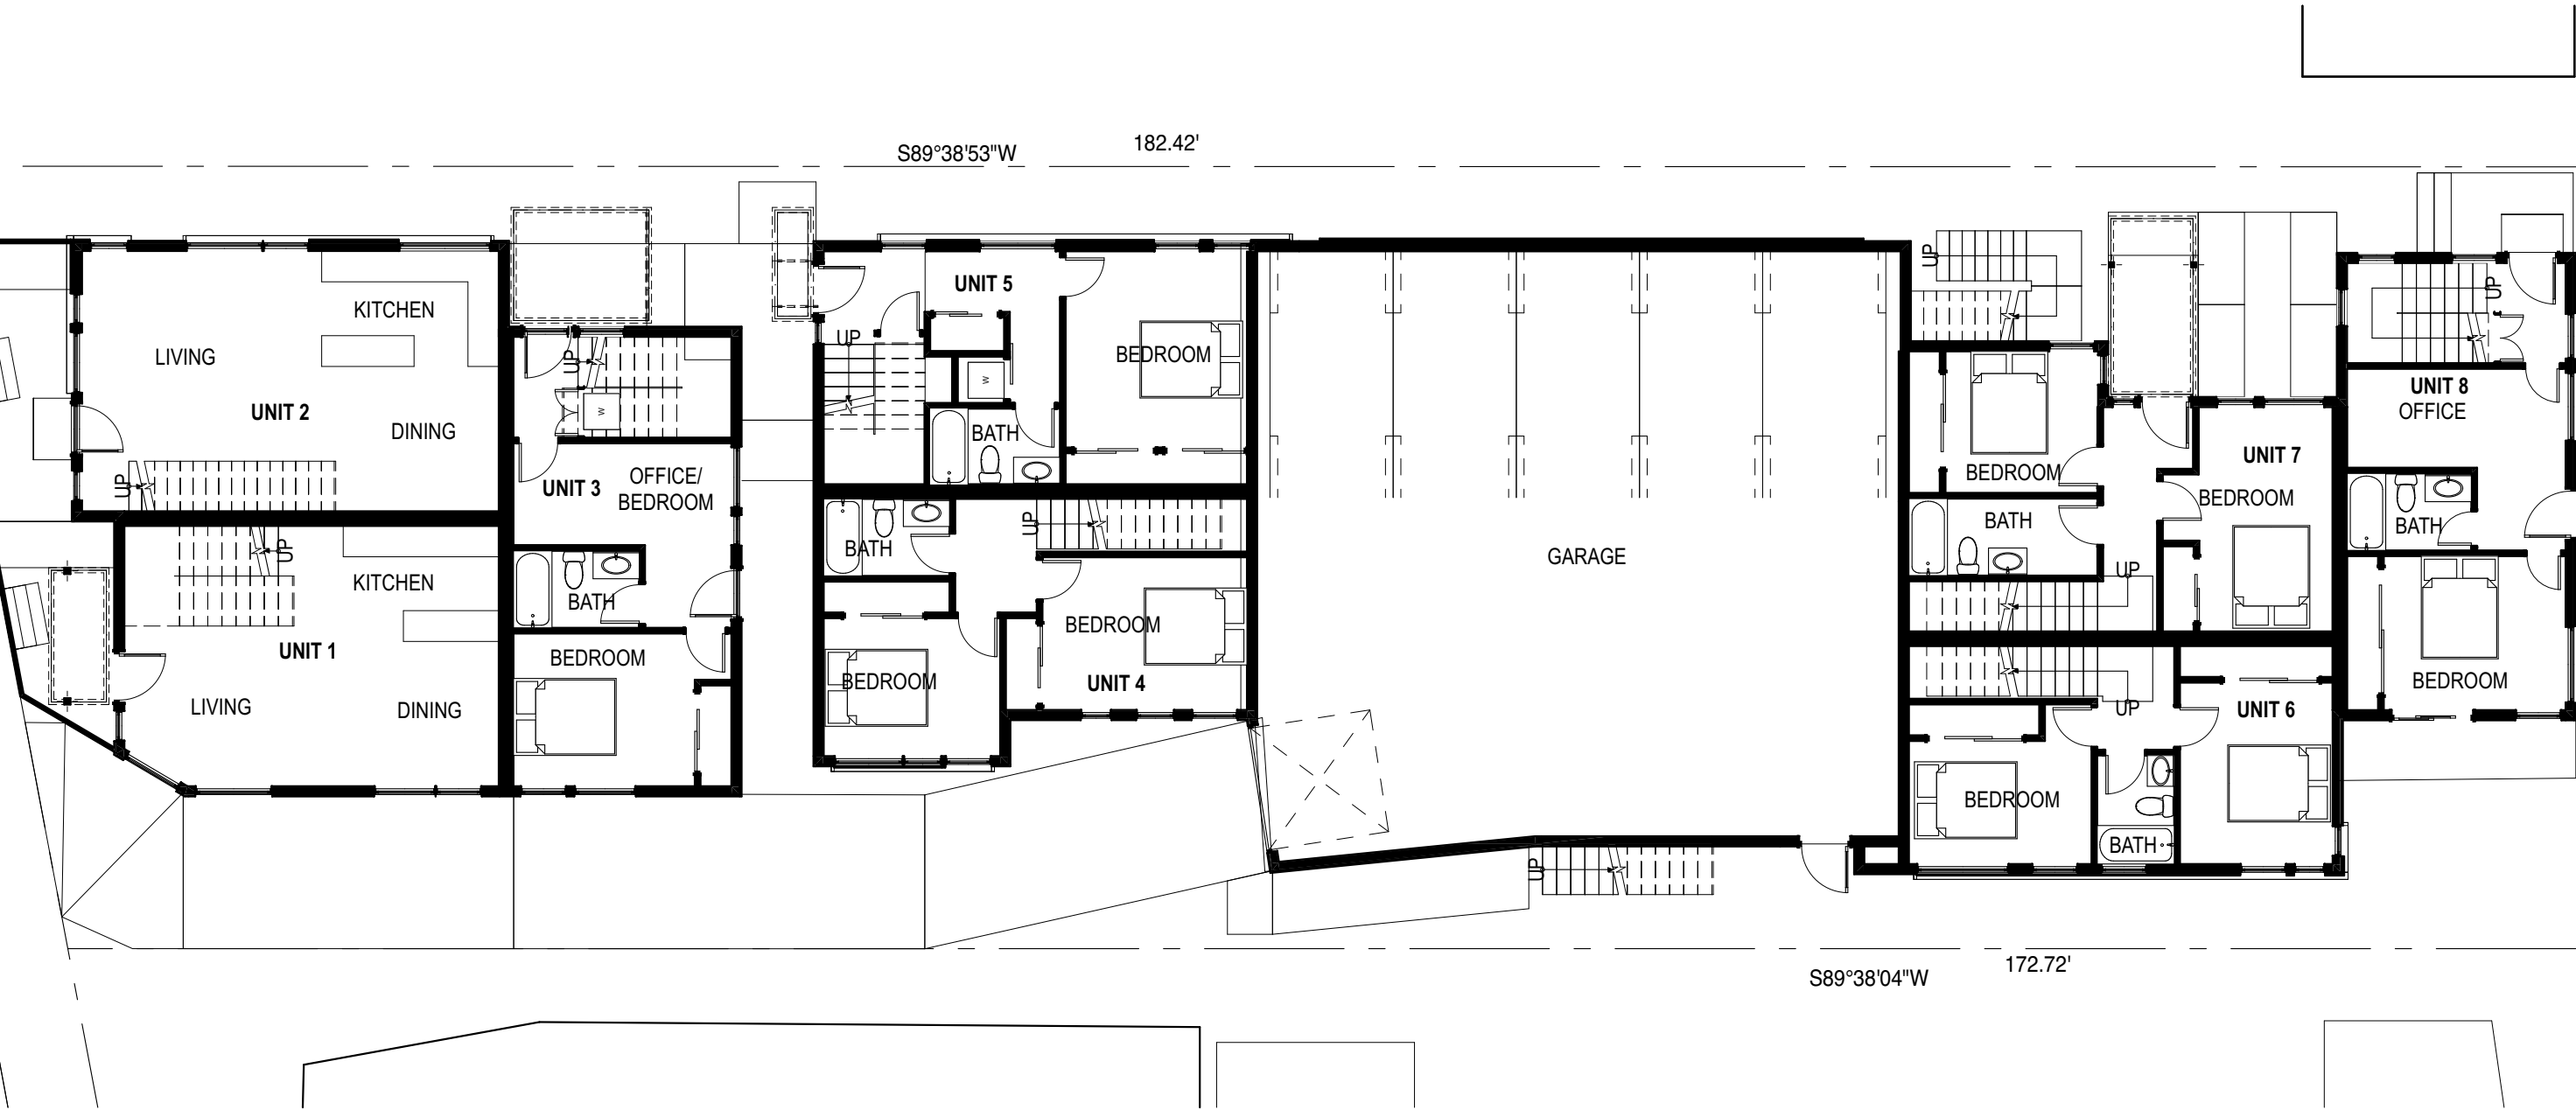 182.42'
S89°38'53"W
UP
UNIT 5
KITCHEN
UP
BEDROOM
LIVING
UP
UNIT 2
DINING
W
W
UP
UNIT 8
OFFICE
BATH
UNIT 7
OFFICE/
BEDROOM
UNIT 3
UP
BEDROOM
BEDROOM
BATH
UP
BATH
BATH
UP
GARAGE
UP
KITCHEN
BATH
UP
BEDROOM
UNIT 1
BEDROOM
BEDROOM
UNIT 4
BEDROOM
LIVING
DINING
UP
UNIT 6
BEDROOM
BATH
UP
172.72'
S89°38'04"W